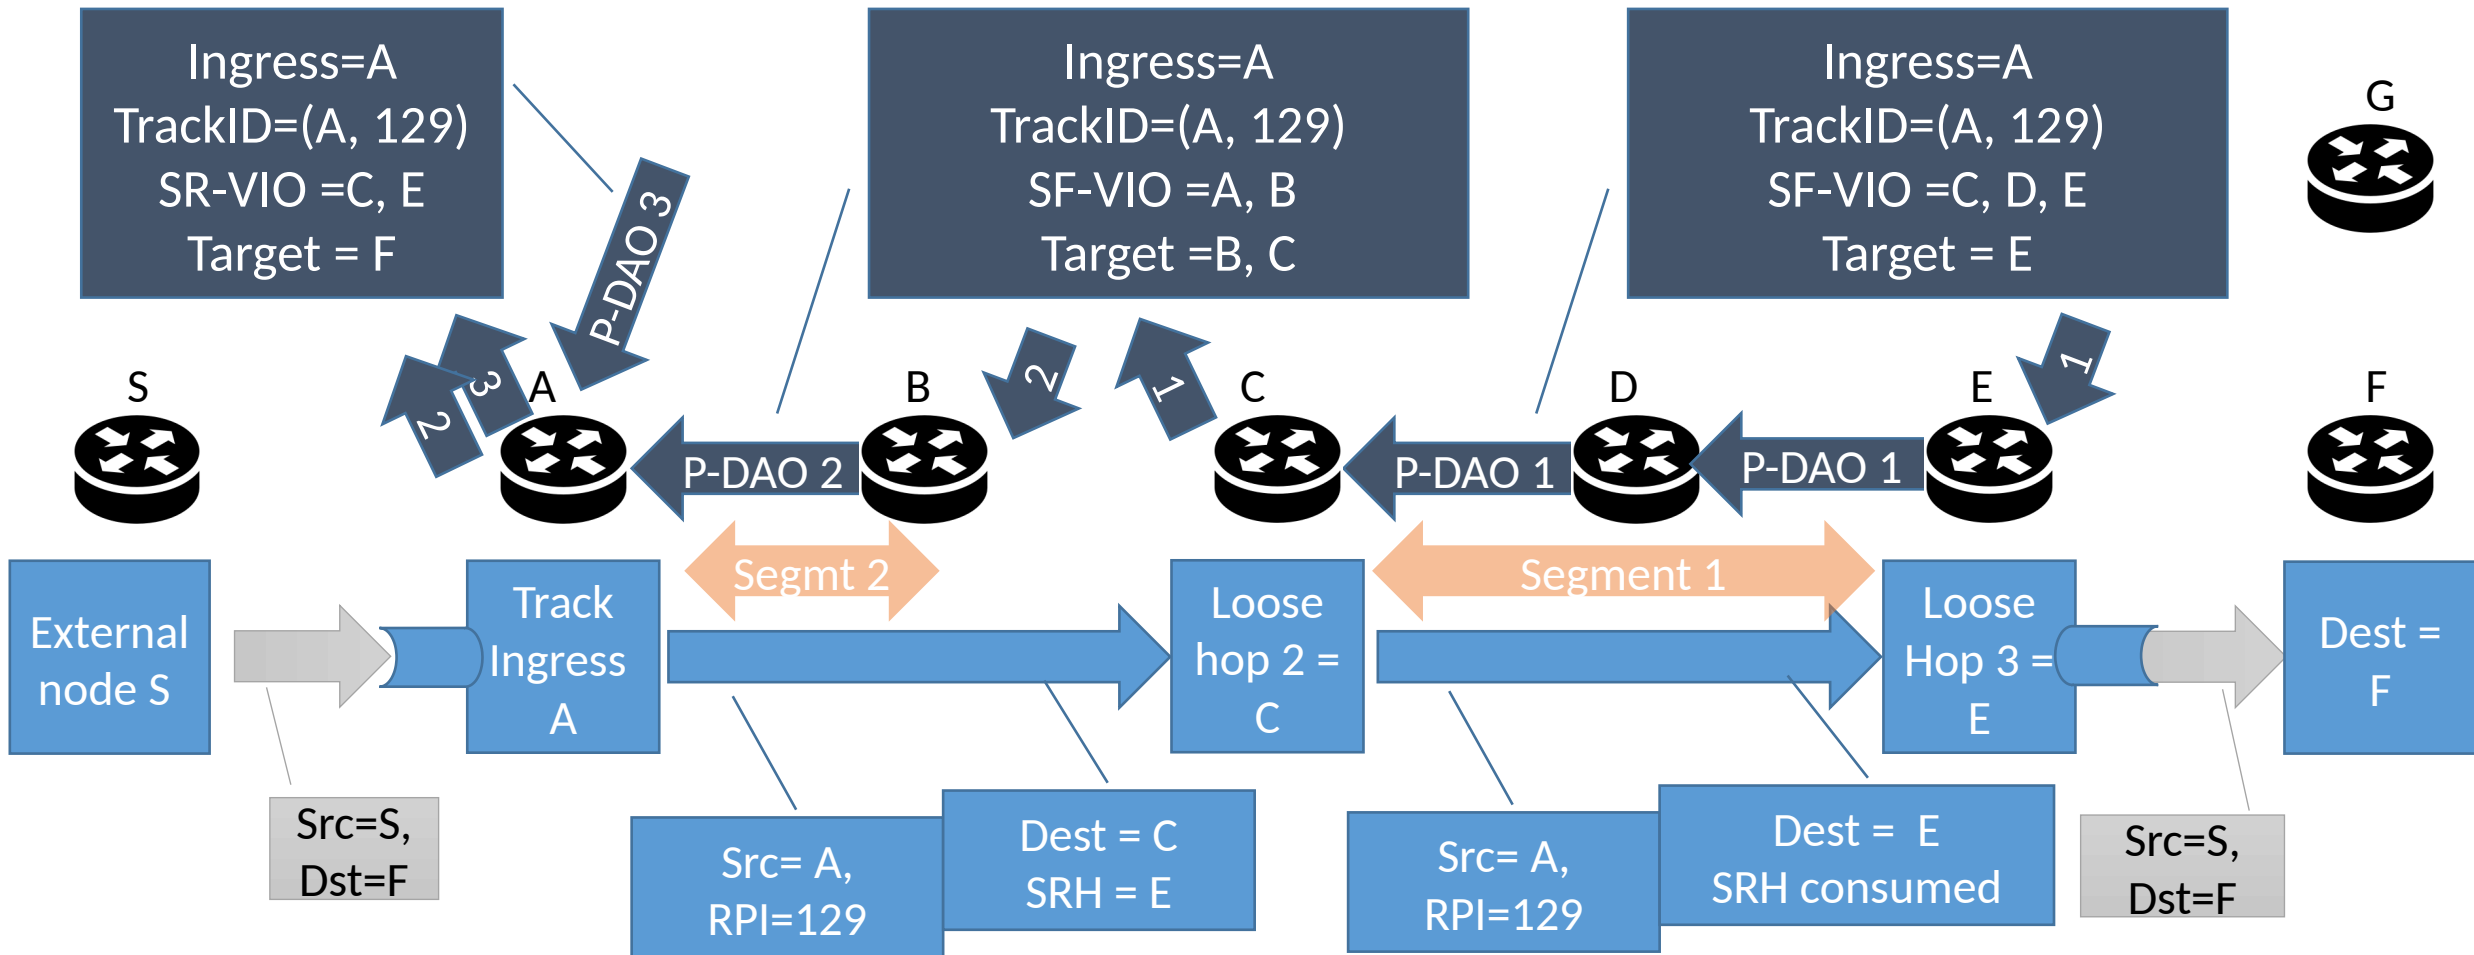 Ingress=A
TrackID=(A, 129)
SR-VIO =C, E
Target = F
Ingress=A
TrackID=(A, 129)
SF-VIO =A, B
Target =B, C
Ingress=A
TrackID=(A, 129)
SF-VIO =C, D, E
Target = E
G
P-DAO 3
S
2
3
A
B
2
1
C
D
E
1
F
P-DAO 2
P-DAO 1
P-DAO 1
Segmt 2
Segment 1
External
node S
Track
Ingress
A
Loose
hop 2 =
C
Loose
Hop 3 =
E
Dest =
F
Src=S,
Dst=F
Src= A,
RPI=129
Dest = C
SRH = E
Src= A,
RPI=129
Dest =  E
SRH consumed
Src=S,
Dst=F